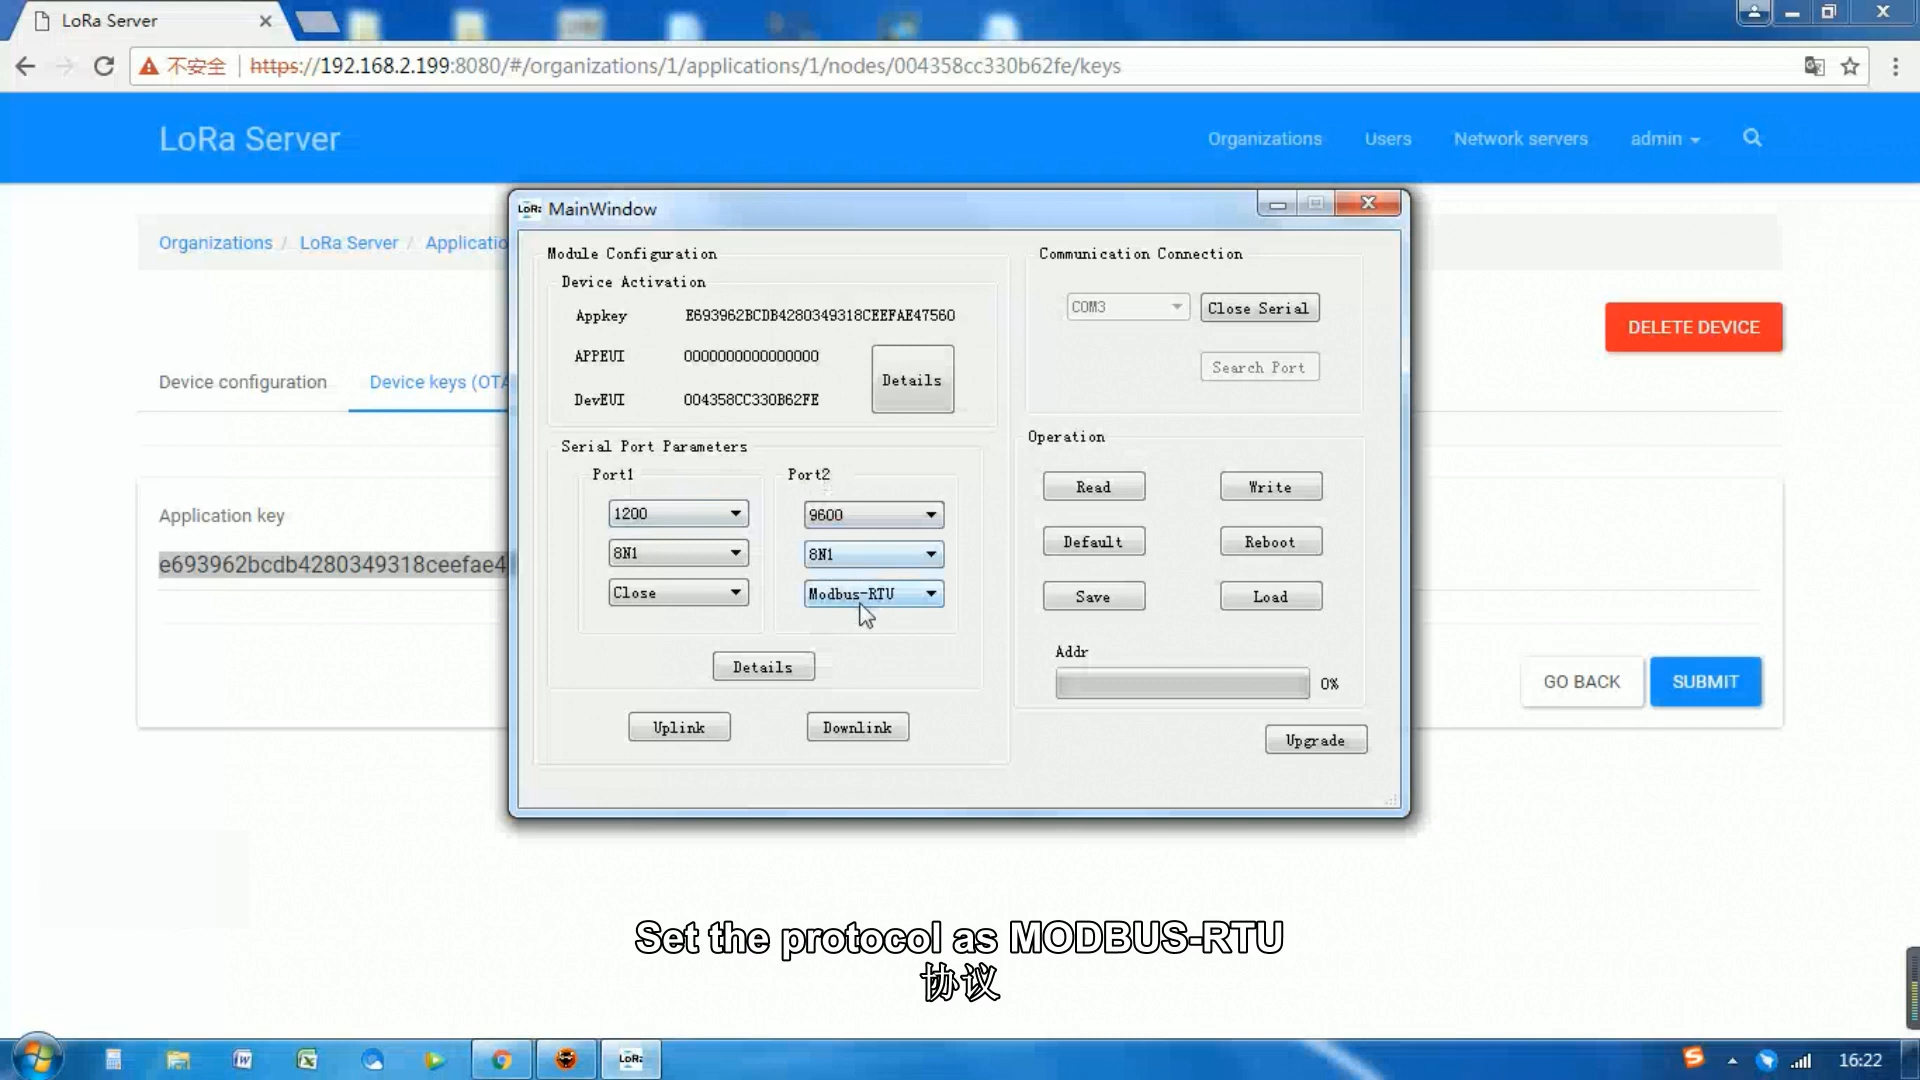 LoRa Server
不安全 https://192.168.2.199:8080/#/organizations/1/applications/1/nodes/004358cc330b62fe/keys
LoRa Server
Organizations Users Network servers admin
Organizations / LoRa Server / Applicatio
DELETE DEVICE
Device configuration Device keys (OTA
Application key
e693962bcdb4280349318ceefae4
GO BACK SUBMIT
LoRa MainWindow
Module Configuration
Device Activation
Appkey E693962BCDB4280349318CEEFAE47560
APPEUI 0000000000000000
DevEUI 004358CC330B62FE
Details
Serial Port Parameters
Port1 Port2
1200 9600
8N1 8N1
Close Modbus-RTU
Details
Uplink Downlink
Communication Connection
COM3 Close Serial
Search Port
Operation
Read Write
Default Reboot
Save Load
Addr
0%
Upgrade
Set the protocol as MODBUS-RTU
协议
LoRa
16:22